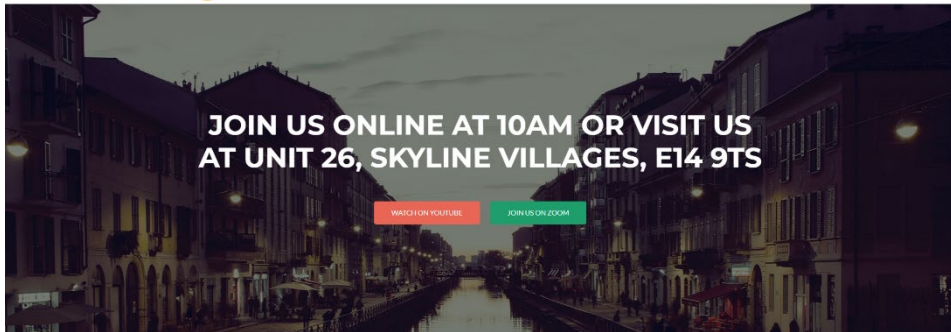 JOIN US ONLINE AT 10AM OR VISIT US
AT UNIT 26, SKYLINE VILLAGES, E14 9TS
WATCH ON YOUTUBE
JOIN US ON ZOOM